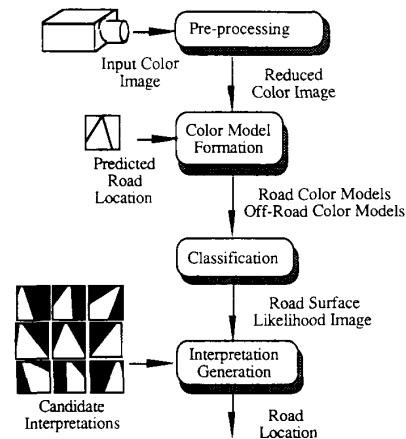 Pre-processing
Input Color
Image
Reduced
Color Image
Color Model
Formation
Predicted
Road
Location
Road Color Models
Off-Road Color Models
Classification
Road Surface
Likelihood Image
Interpretation
Generation
Candidate
Interpretations
Road
Location